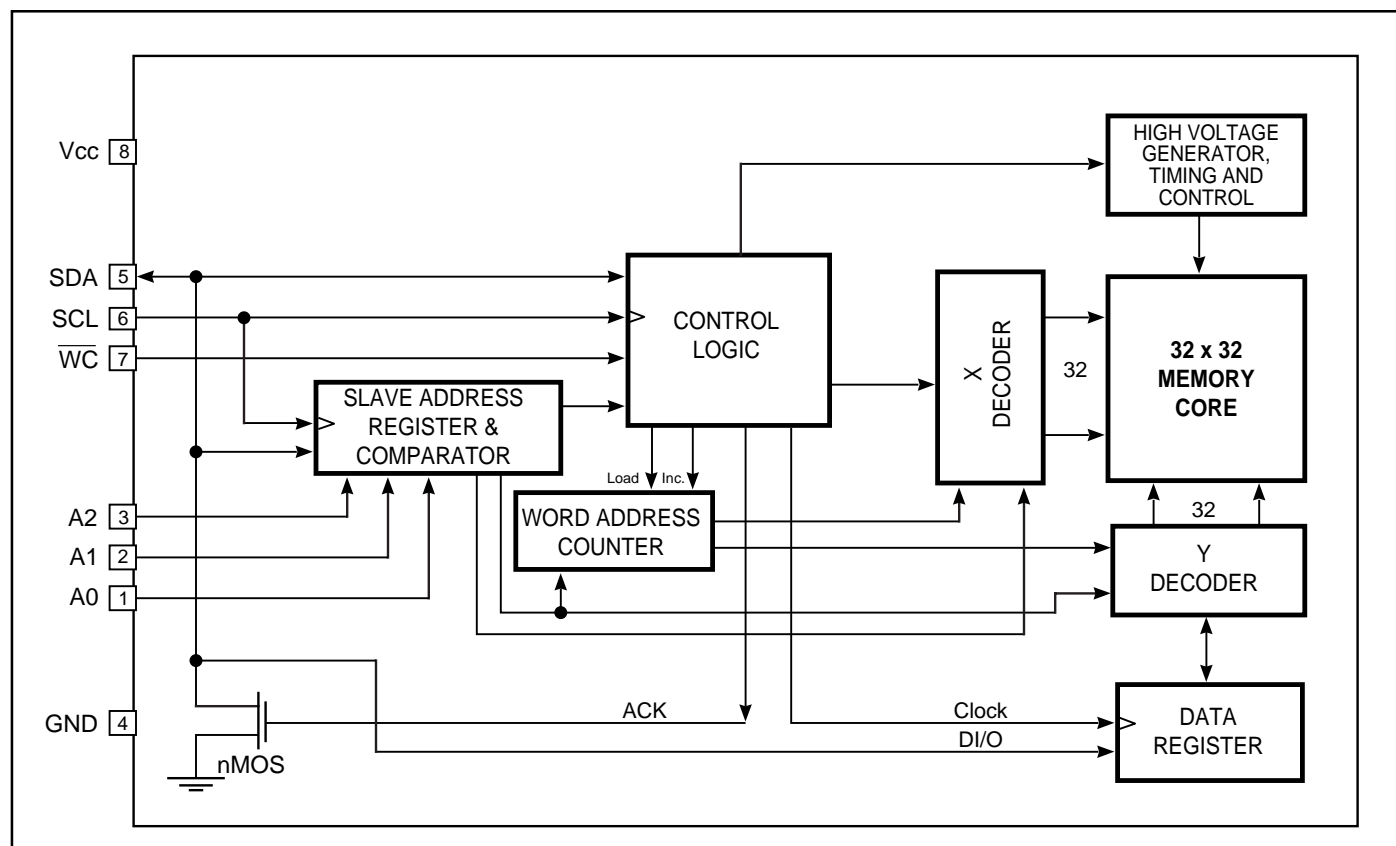 HIGH VOLTAGE
GENERATOR,
TIMING AND
CONTROL
Vcc 8
SDA 5
SCL 6
WC 7
CONTROL
LOGIC
X
DECODER
32
32 x 32
MEMORY
CORE
SLAVE ADDRESS
REGISTER &
COMPARATOR
Load Inc.
A2 3
A1 2
A0 1
WORD ADDRESS
COUNTER
32
Y
DECODER
GND 4
nMOS
ACK
Clock
DI/O
DATA
REGISTER